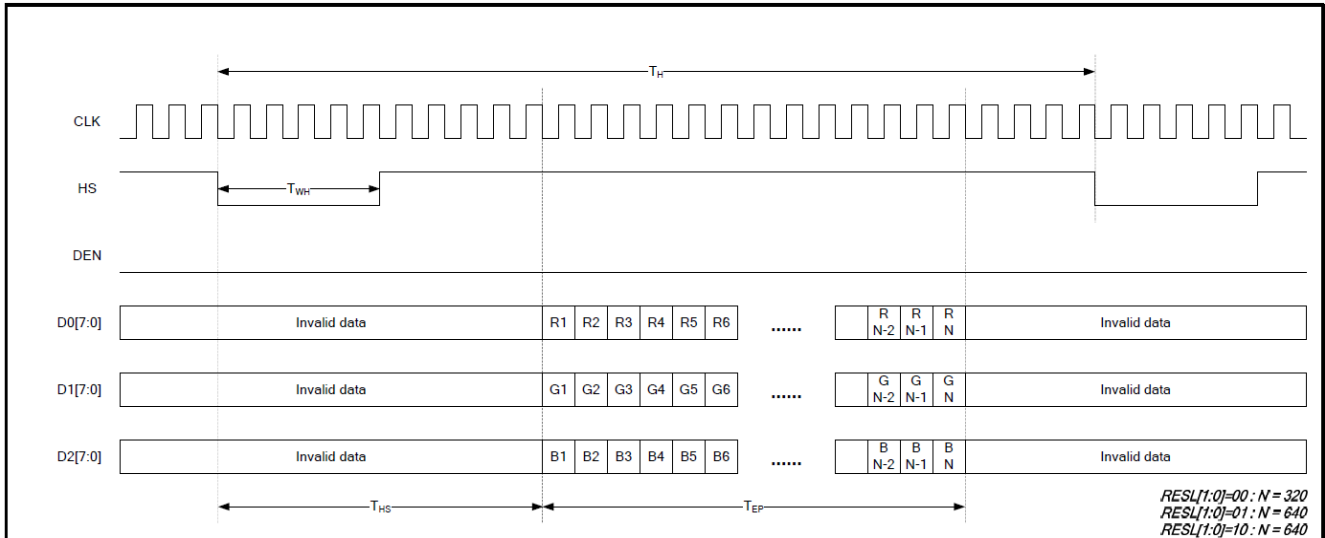 TH
CLK
HS
TWH
DEN
D0[7:0]
Invalid data
R1 R2 R3 R4 R5 R6
......
R R R
N-2 N-1 N
Invalid data
D1[7:0]
Invalid data
G1 G2 G3 G4 G5 G6
......
G G G
N-2 N-1 N
Invalid data
D2[7:0]
Invalid data
B1 B2 B3 B4 B5 B6
......
B B B
N-2 N-1 N
Invalid data
THS
TEP
RESL[1:0]=00 : N = 320
RESL[1:0]=01 : N = 640
RESL[1:0]=10 : N = 640